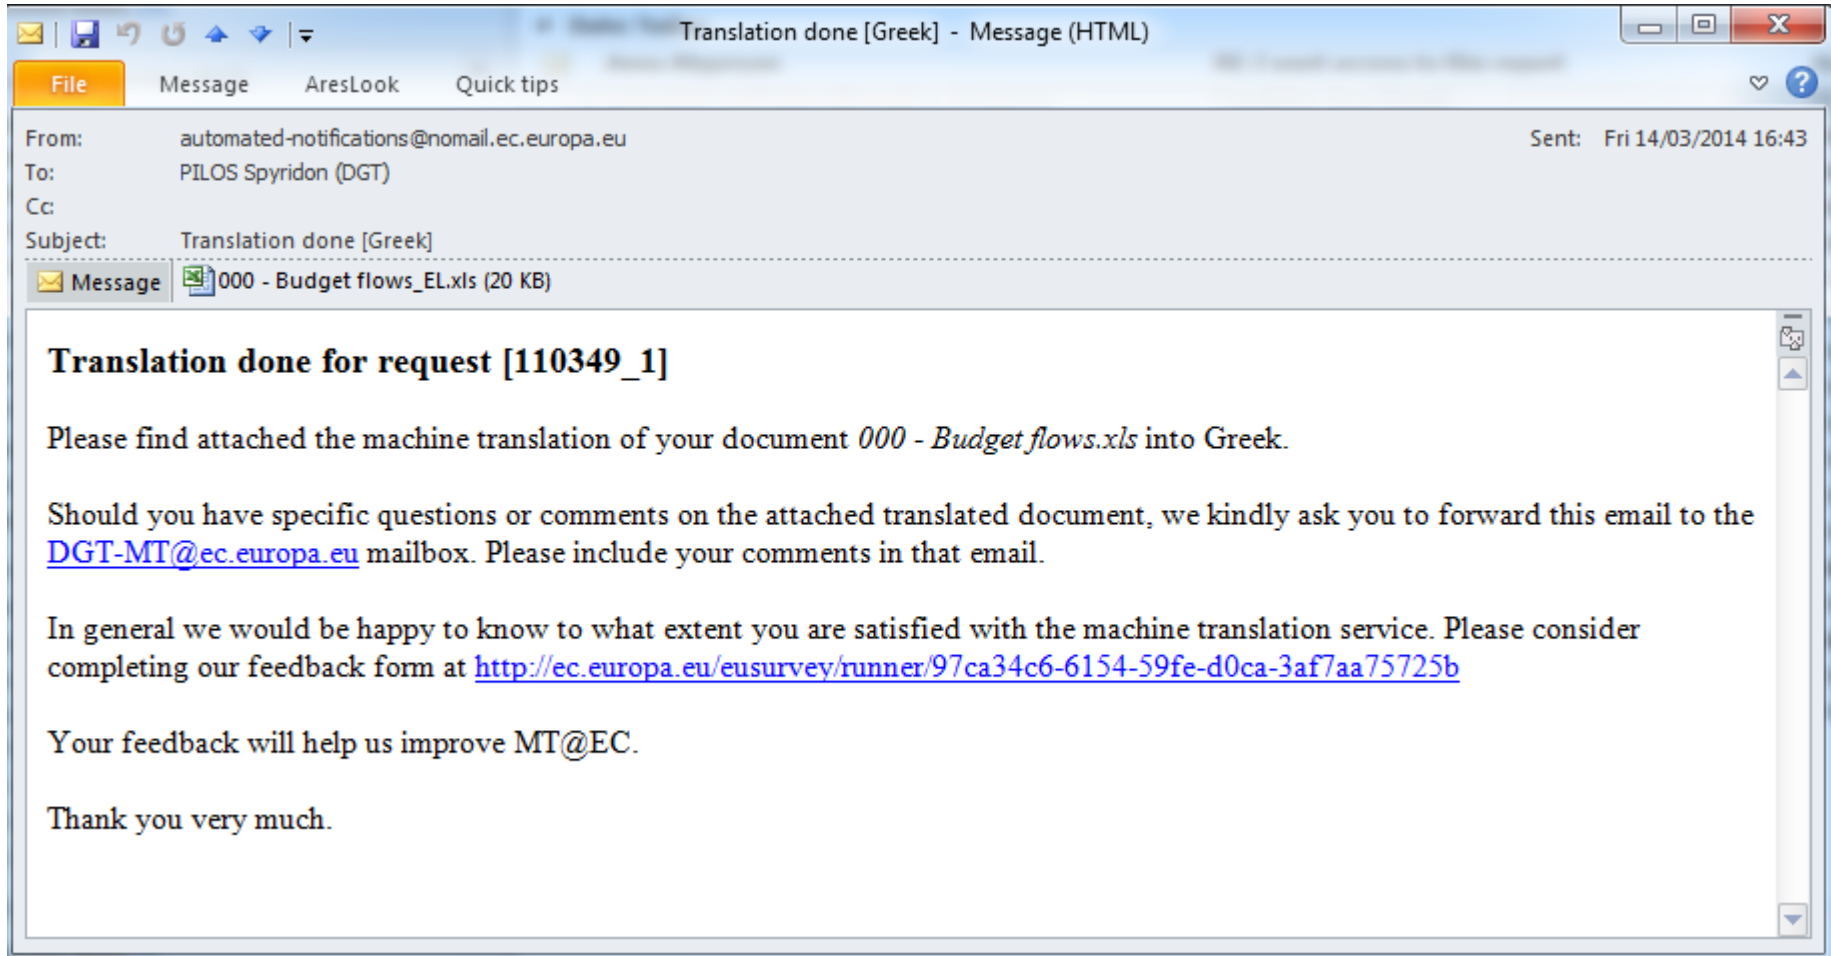 Translation done [Greek] - Message (HTML)
File Message AresLook Quick tips
From: automated-notifications@nomail.ec.europa.eu Sent: Fri 14/03/2014 16:43
To: PILOS Spyridon (DGT)
Cc:
Subject: Translation done [Greek]
Message 000 - Budget flows_EL.xls (20 KB)
Translation done for request [110349_1]
Please find attached the machine translation of your document 000 - Budget flows.xls into Greek.
Should you have specific questions or comments on the attached translated document, we kindly ask you to forward this email to the
DGT-MT@ec.europa.eu mailbox. Please include your comments in that email.
In general we would be happy to know to what extent you are satisfied with the machine translation service. Please consider
completing our feedback form at http://ec.europa.eu/eusurvey/runner/97ca34c6-6154-59fe-d0ca-3af7aa75725b
Your feedback will help us improve MT@EC.
Thank you very much.